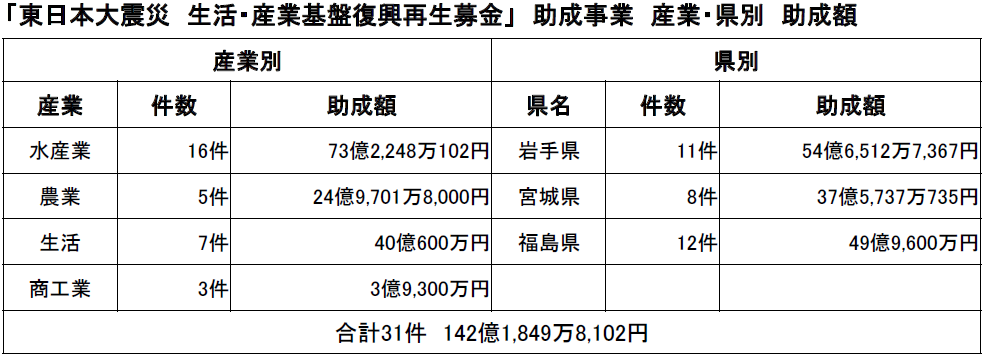 「東日本大震災　生活・産業基盤復興再生募金」　助成事業　産業・県別　助成額
産業別　県別
産業　件数　助成額　県名　件数　助成額
水産業　16件　73億2,248万102円　岩手県　11件　54億6,512万7,367円
農業　5件　24億9,701万8,000円　宮城県　8件　37億5,737万735円
生活　7件　40億600万円　福島県　12件　49億9,600万円
商工業　3件　3億9,300万円
合計31件　142億1,849万8,102円